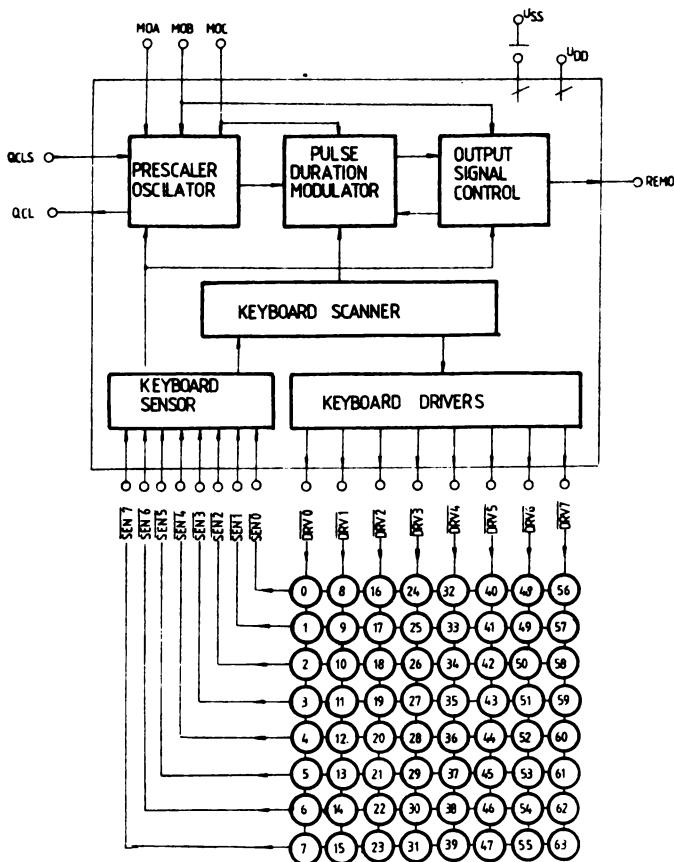 MOA MOB MOC
USS
UDD
QCLS
QCL
PRESCALER
OSCILATOR
PULSE
DURATION
MODULATOR
OUTPUT
SIGNAL
CONTROL
REMO
KEYBOARD SCANNER
KEYBOARD
SENSOR
KEYBOARD DRIVERS
SEN7 SEN6 SEN5 SEN4 SEN3 SEN2 SEN1 SEN0 DRV0 DRV1 DRV2 DRV3 DRV4 DRV5 DRV6 DRV7
0 8 16 24 32 40 48 56
1 9 17 25 33 41 49 57
2 10 18 26 34 42 50 58
3 11 19 27 35 43 51 59
4 12. 20 28 36 44 52 60
5 13 21 29 37 45 53 61
6 14 22 30 38 46 54 62
7 15 23 31 39 47 55 63